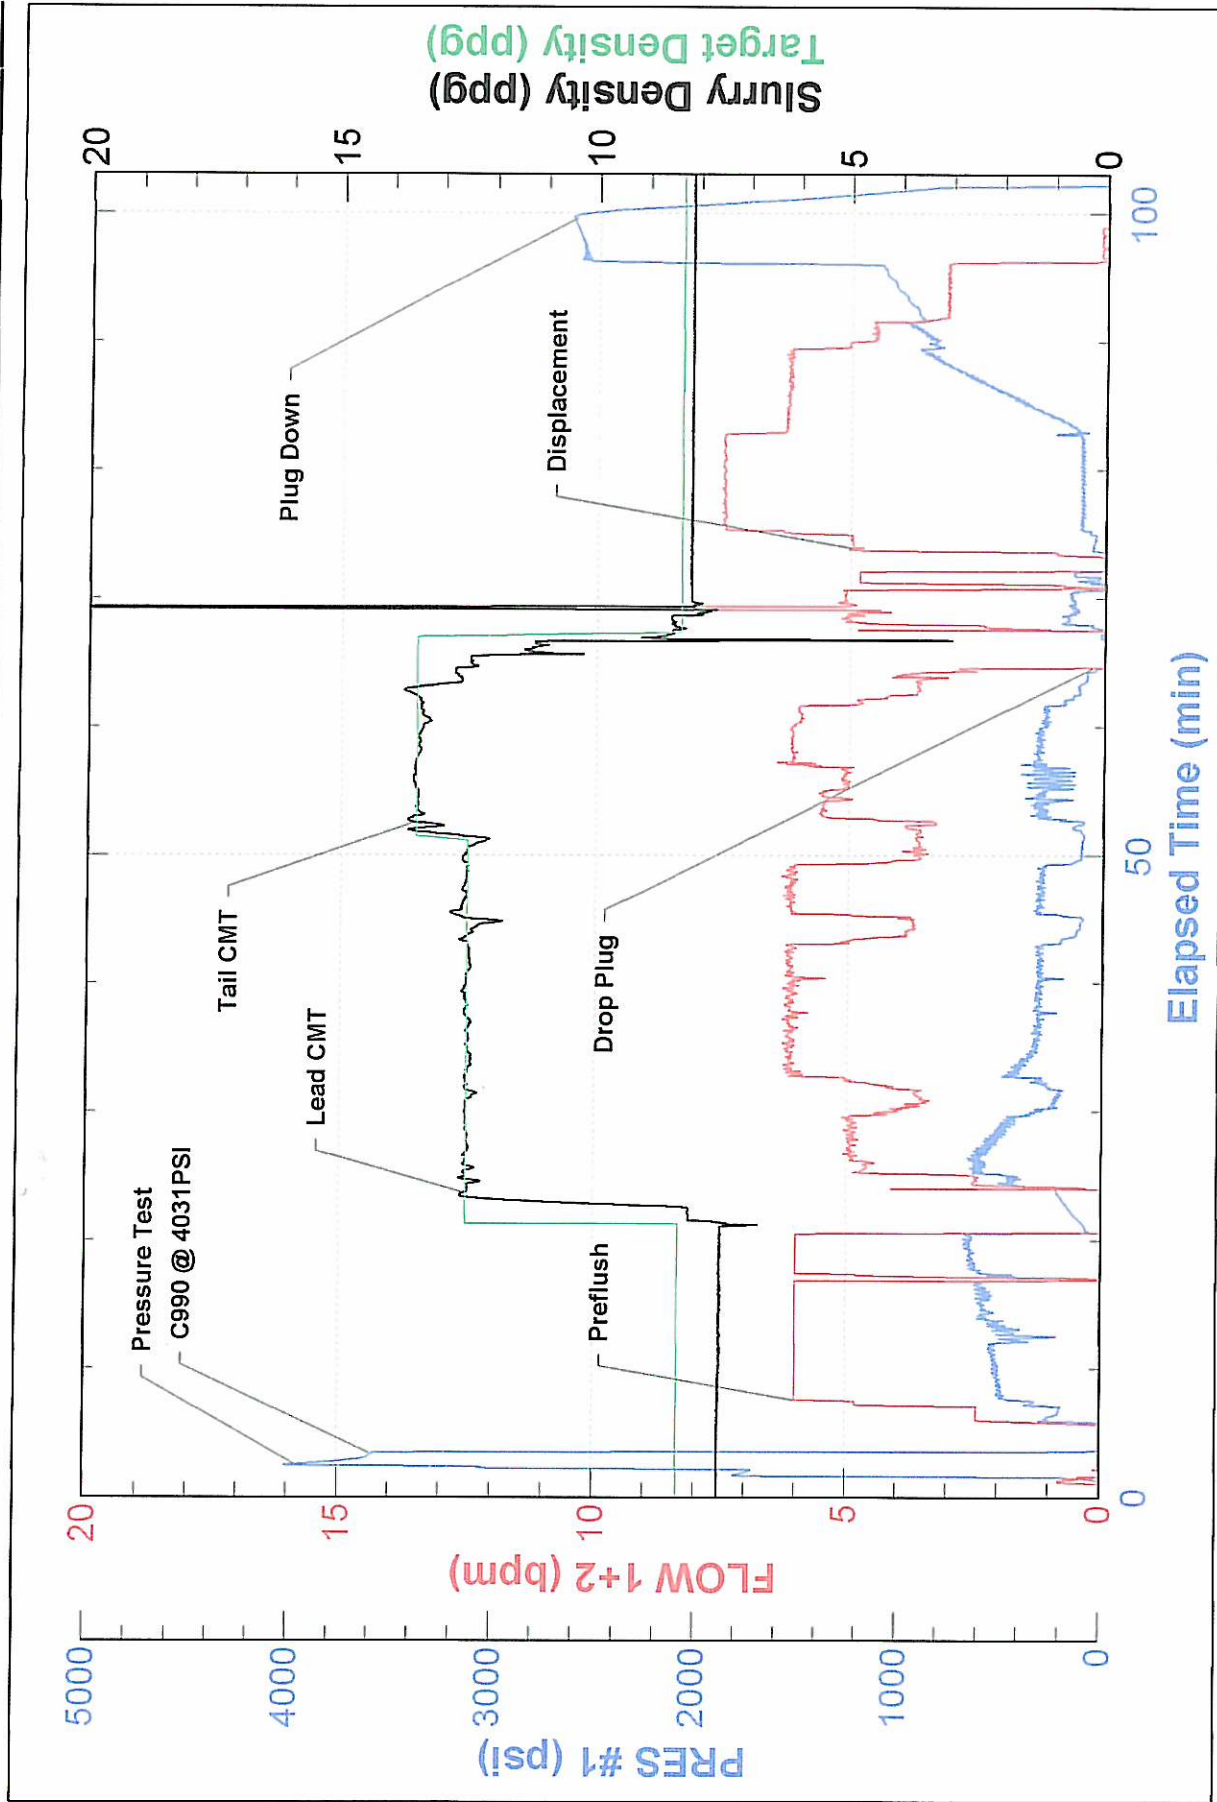 PRES #1 (psi)
5000
4000
3000
2000
1000
0
FLOW 1+2 (bpm)
20
15
10
5
0
Pressure Test
C990 @ 4031PSI
Preflush
Lead CMT
Tail CMT
Drop Plug
Displacement
Plug Down
0
50
100
Elapsed Time (min)
20
15
10
5
0
Slurry Density (ppg)
Target Density (ppg)